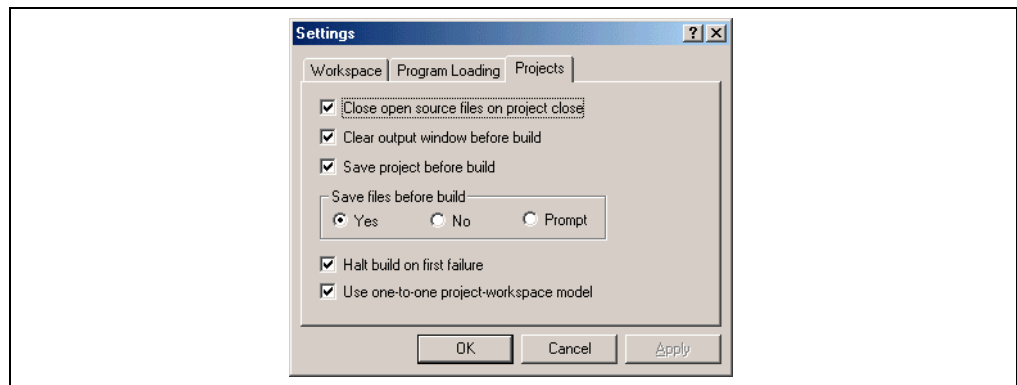 Settings
Workspace Program Loading Projects
Close open source files on project close
Clear output window before build
Save project before build
Save files before build
Yes No Prompt
Halt build on first failure
Use one-to-one project-workspace model
OK Cancel Apply